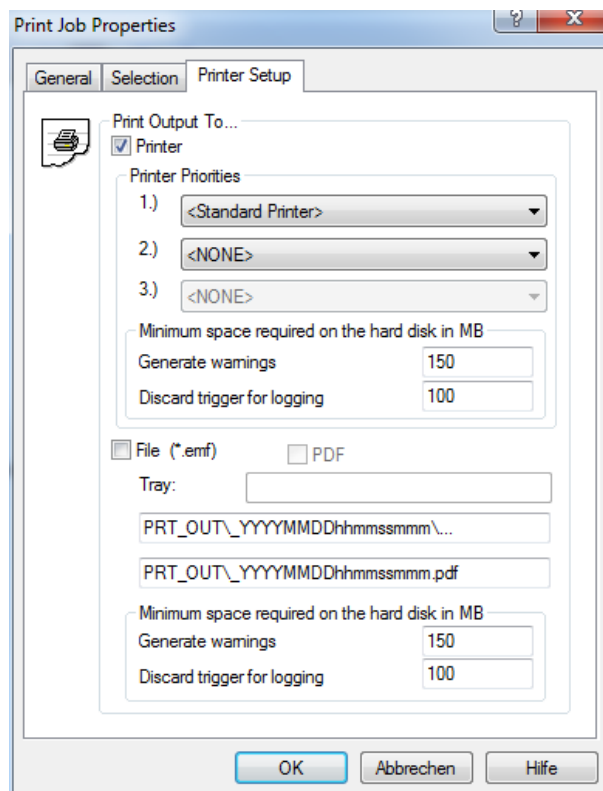 Print Job Properties
?
X
General Selection Printer Setup
Print Output To...
Printer
Printer Priorities
1.) <Standard Printer>
2.) <NONE>
3.) <NONE>
Minimum space required on the hard disk in MB
Generate warnings 150
Discard trigger for logging 100
File (*.emf) PDF
Tray:
PRT_OUT\_YYYYMMDDhhmmssmmm\...
PRT_OUT\_YYYYMMDDhhmmssmmm.pdf
Minimum space required on the hard disk in MB
Generate warnings 150
Discard trigger for logging 100
OK Abbrechen Hilfe